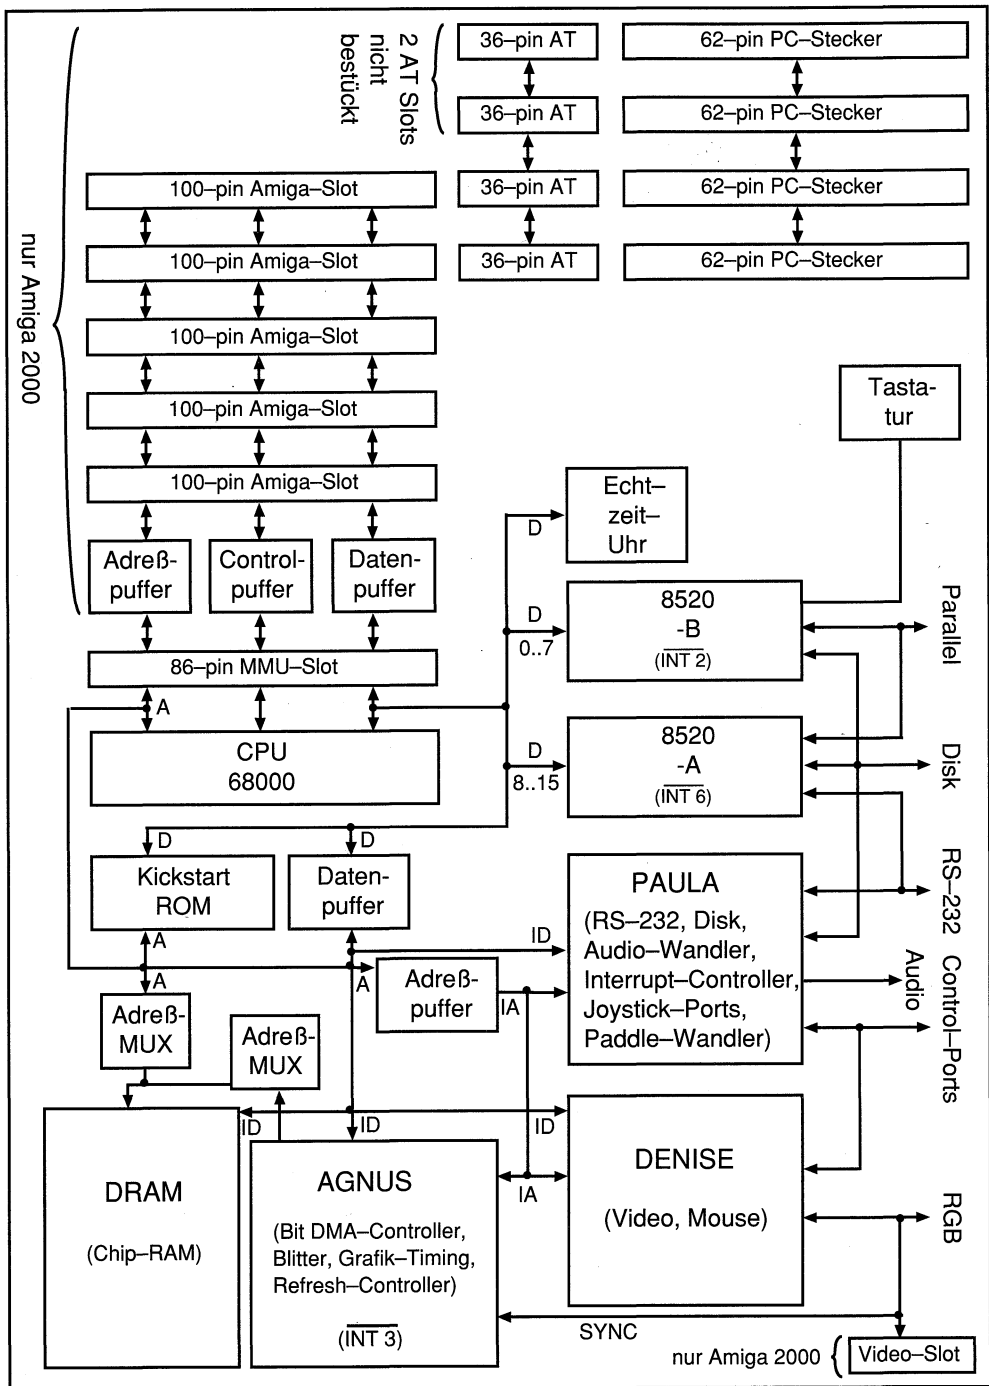 2 AT Slots
nicht
bestückt
36–pin AT
62–pin PC–Stecker
36–pin AT
62–pin PC–Stecker
36–pin AT
62–pin PC–Stecker
36–pin AT
62–pin PC–Stecker
nur Amiga 2000
100–pin Amiga–Slot
100–pin Amiga–Slot
100–pin Amiga–Slot
100–pin Amiga–Slot
100–pin Amiga–Slot
Adreß-
puffer
Control-
puffer
Daten-
puffer
86-pin MMU–Slot
A
CPU
68000
Tasta-
tur
Echt–
zeit–
Uhr
D
D
0..7
8520
-B
(INT 2)
Parallel
D
8..15
8520
-A
(INT 6)
Disk
D
D
Kickstart
ROM
Daten-
puffer
A
A
A
Adreß-
MUX
Adreß-
MUX
Adreß-
puffer
ID
IA
PAULA
(RS–232, Disk,
Audio–Wandler,
Interrupt–Controller,
Joystick–Ports,
Paddle–Wandler)
RS–232
Audio
Control–Ports
ID
ID
ID
IA
DRAM
(Chip–RAM)
AGNUS
(Bit DMA–Controller,
Blitter, Grafik–Timing,
Refresh–Controller)
(INT 3)
DENISE
(Video, Mouse)
RGB
SYNC
nur Amiga 2000
Video–Slot